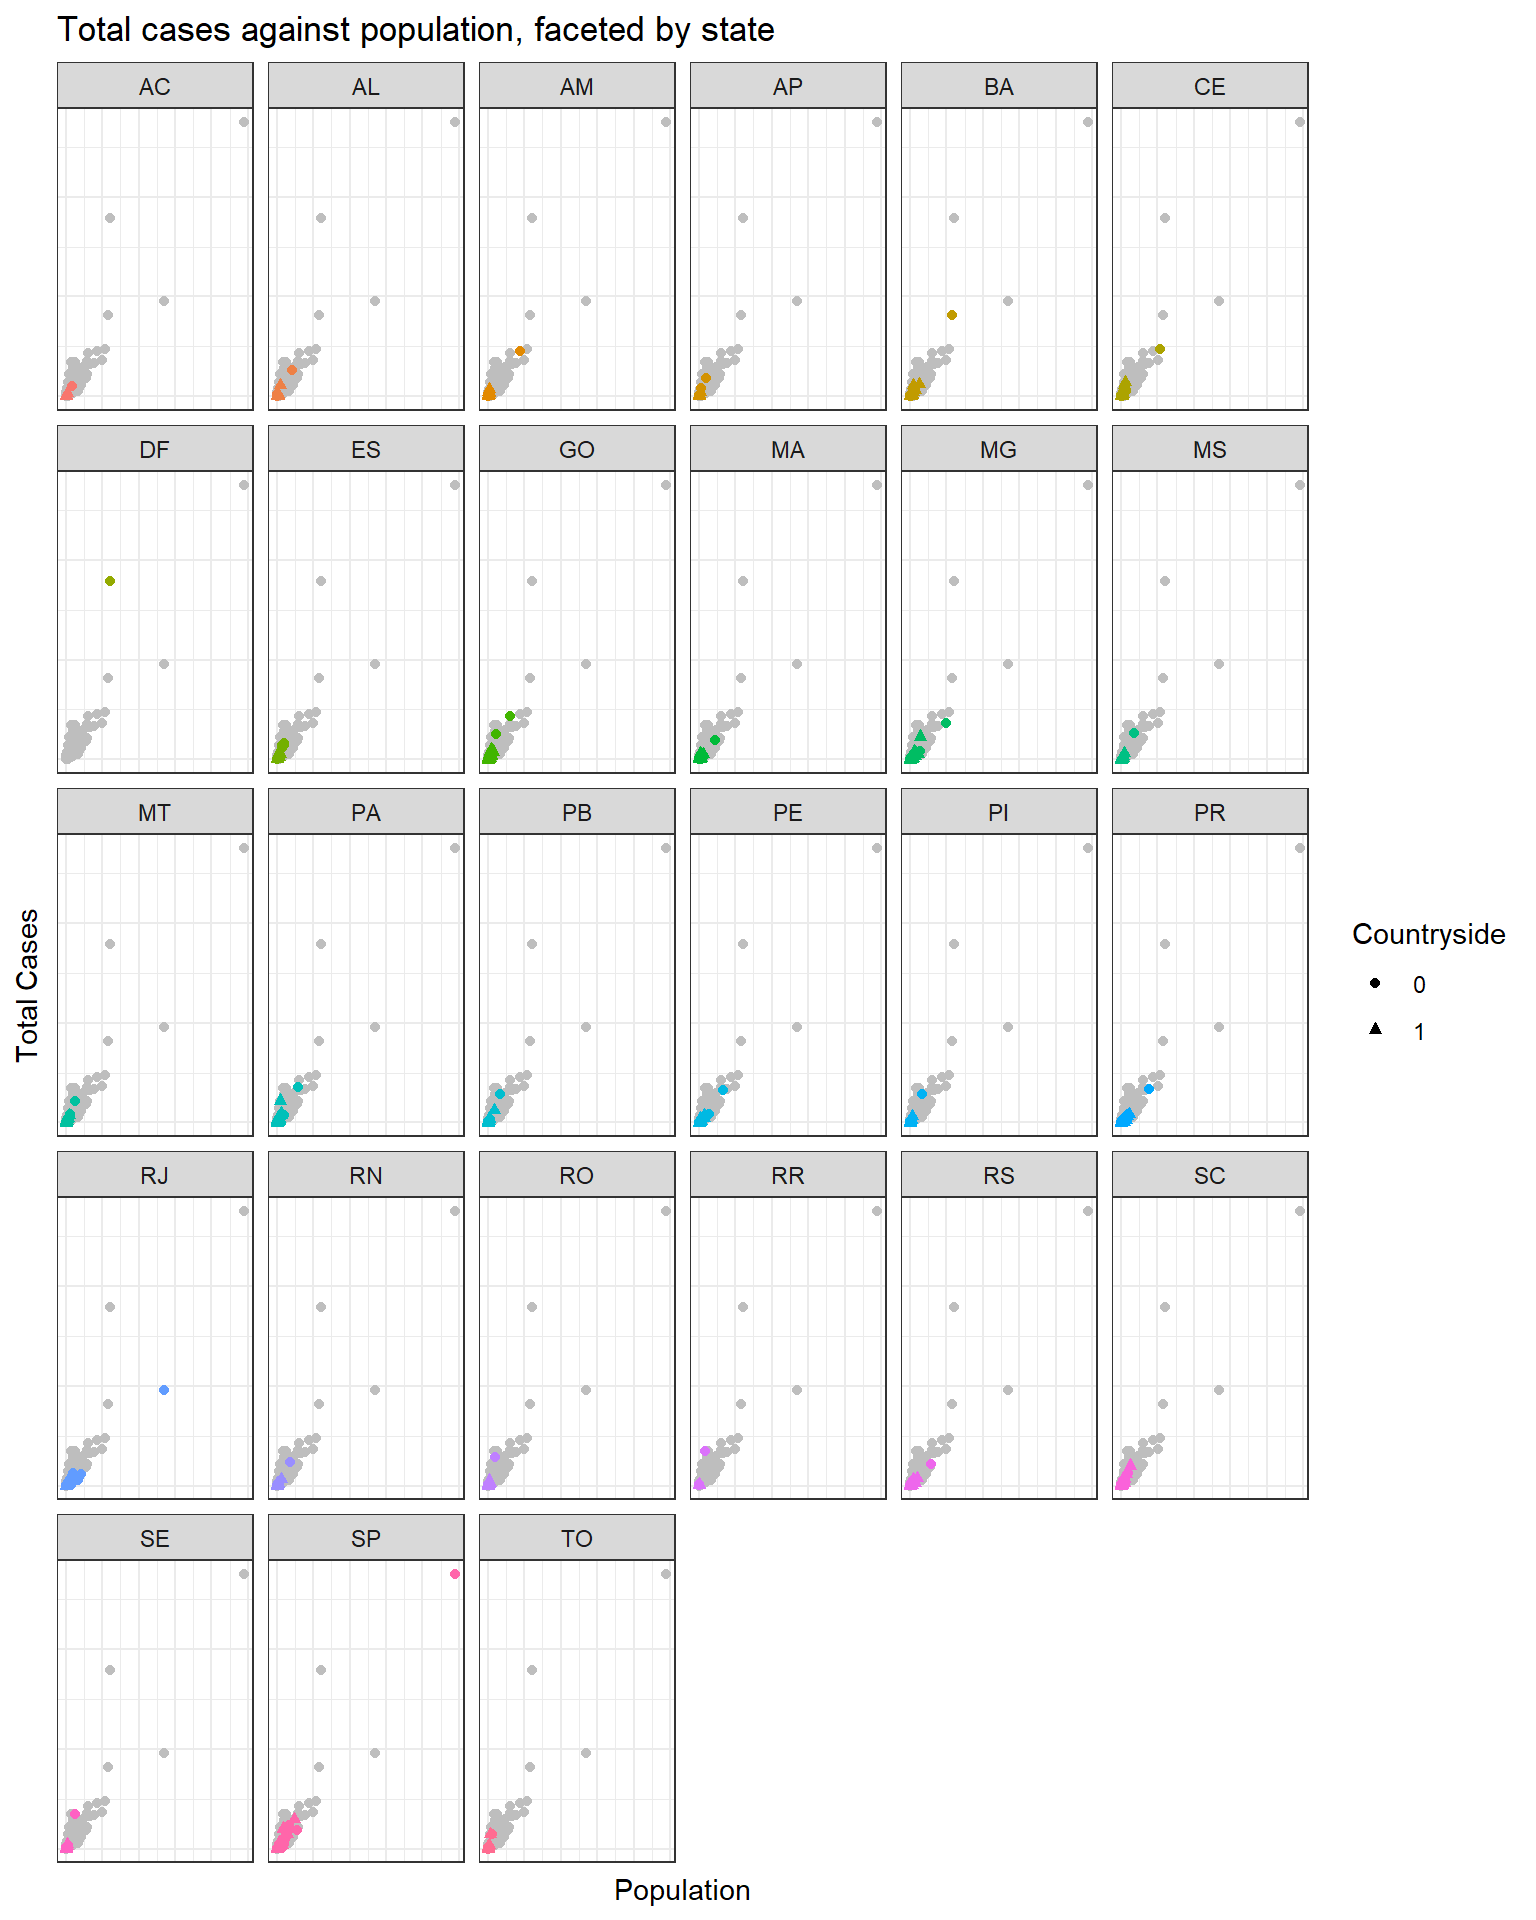 Total cases against population, faceted by state
AC AL AM AP BA CE
DF ES GO MA MG MS
MT PA PB PE PI PR
Total Cases
Countryside
0
1
RJ RN RO RR RS SC
SE SP TO
Population